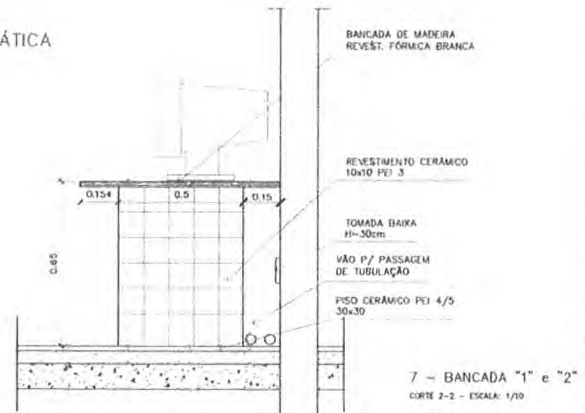 ÁTICA
BANCADA DE MADEIRA
REVEST. FÓRMICA BRANCA
REVESTIMENTO CERÂMICO
10x10 PEI 3
0.154
0.5
0.15
0.65
TOMADA BAIXA
H=30cm
VÃO P/ PASSAGEM
DE TUBULAÇÃO
PISO CERÂMICO PEI 4/5
30x30
7 - BANCADA "1" e "2"
CORTE 2-2 - ESCALA: 1/10